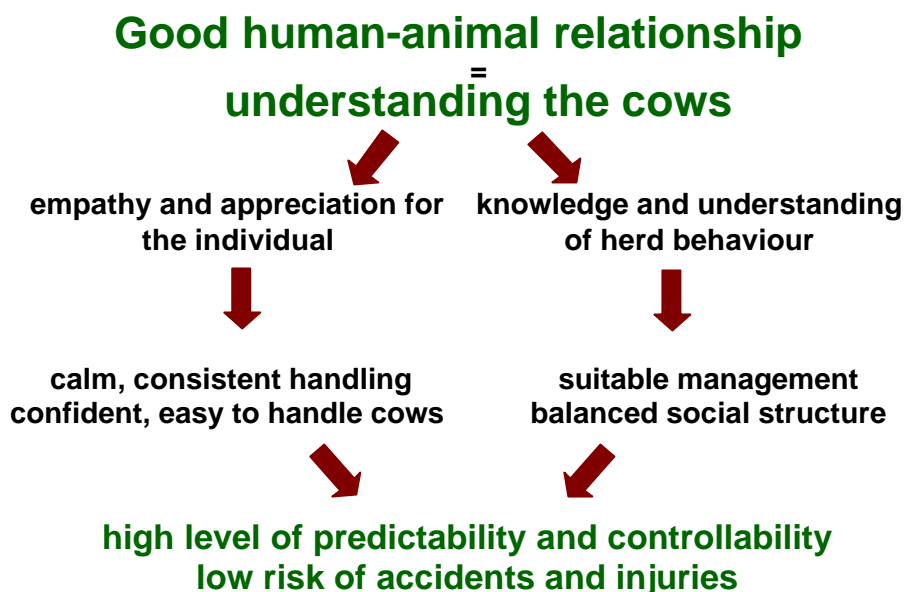 Good human-animal relationship
=
understanding the cows
empathy and appreciation for
the individual
knowledge and understanding
of herd behaviour
calm, consistent handling
confident, easy to handle cows
suitable management
balanced social structure
high level of predictability and controllability
low risk of accidents and injuries